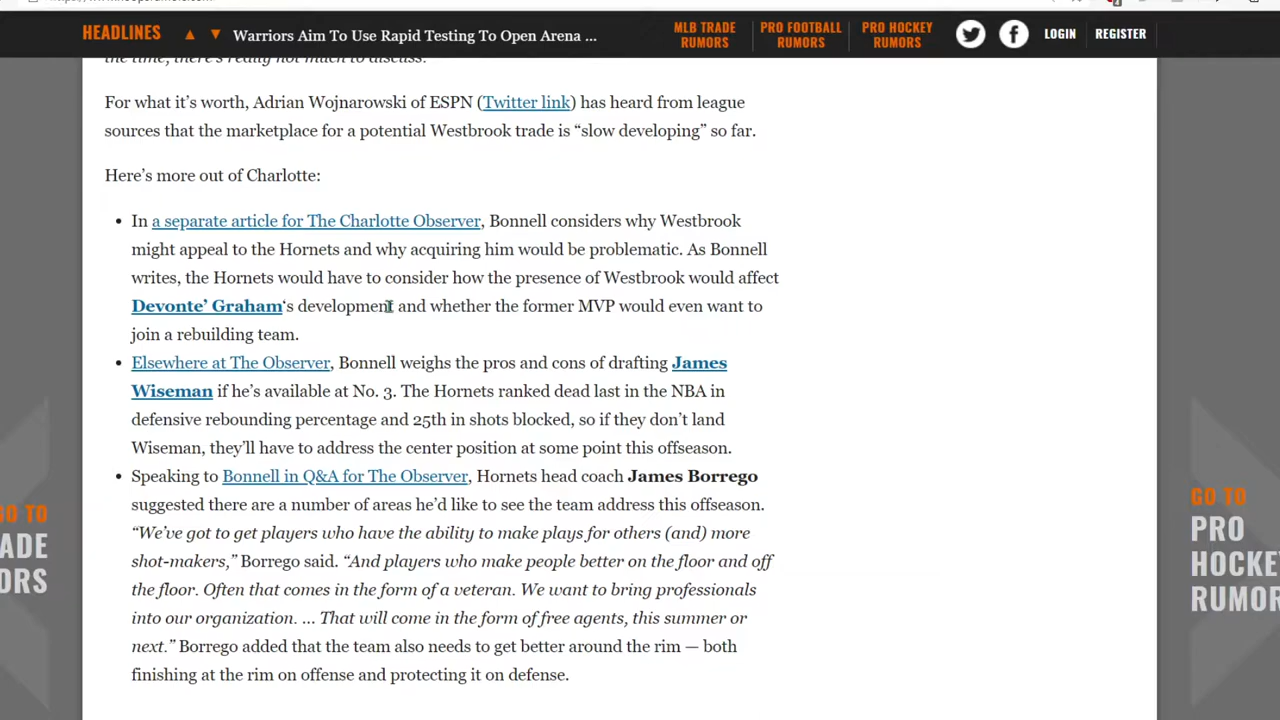 HEADLINES
Warriors Aim To Use Rapid Testing To Open Arena ...
MLB TRADE
RUMORS
PRO FOOTBALL
RUMORS
PRO HOCKEY
RUMORS
LOGIN
REGISTER
the time, there's really not much to discuss.
For what it’s worth, Adrian Wojnarowski of ESPN (Twitter link) has heard from league
sources that the marketplace for a potential Westbrook trade is “slow developing” so far.
Here’s more out of Charlotte:
• In a separate article for The Charlotte Observer, Bonnell considers why Westbrook
might appeal to the Hornets and why acquiring him would be problematic. As Bonnell
writes, the Hornets would have to consider how the presence of Westbrook would affect
Devonte’ Graham‘s development and whether the former MVP would even want to
join a rebuilding team.
• Elsewhere at The Observer, Bonnell weighs the pros and cons of drafting James
Wiseman if he’s available at No. 3. The Hornets ranked dead last in the NBA in
defensive rebounding percentage and 25th in shots blocked, so if they don’t land
Wiseman, they’ll have to address the center position at some point this offseason.
• Speaking to Bonnell in Q&A for The Observer, Hornets head coach James Borrego
suggested there are a number of areas he’d like to see the team address this offseason.
“We’ve got to get players who have the ability to make plays for others (and) more
shot-makers,” Borrego said. “And players who make people better on the floor and off
the floor. Often that comes in the form of a veteran. We want to bring professionals
into our organization. … That will come in the form of free agents, this summer or
next.” Borrego added that the team also needs to get better around the rim — both
finishing at the rim on offense and protecting it on defense.
GO TO
ADE
ORS
GO TO
PRO
HOCKE
RUMOR